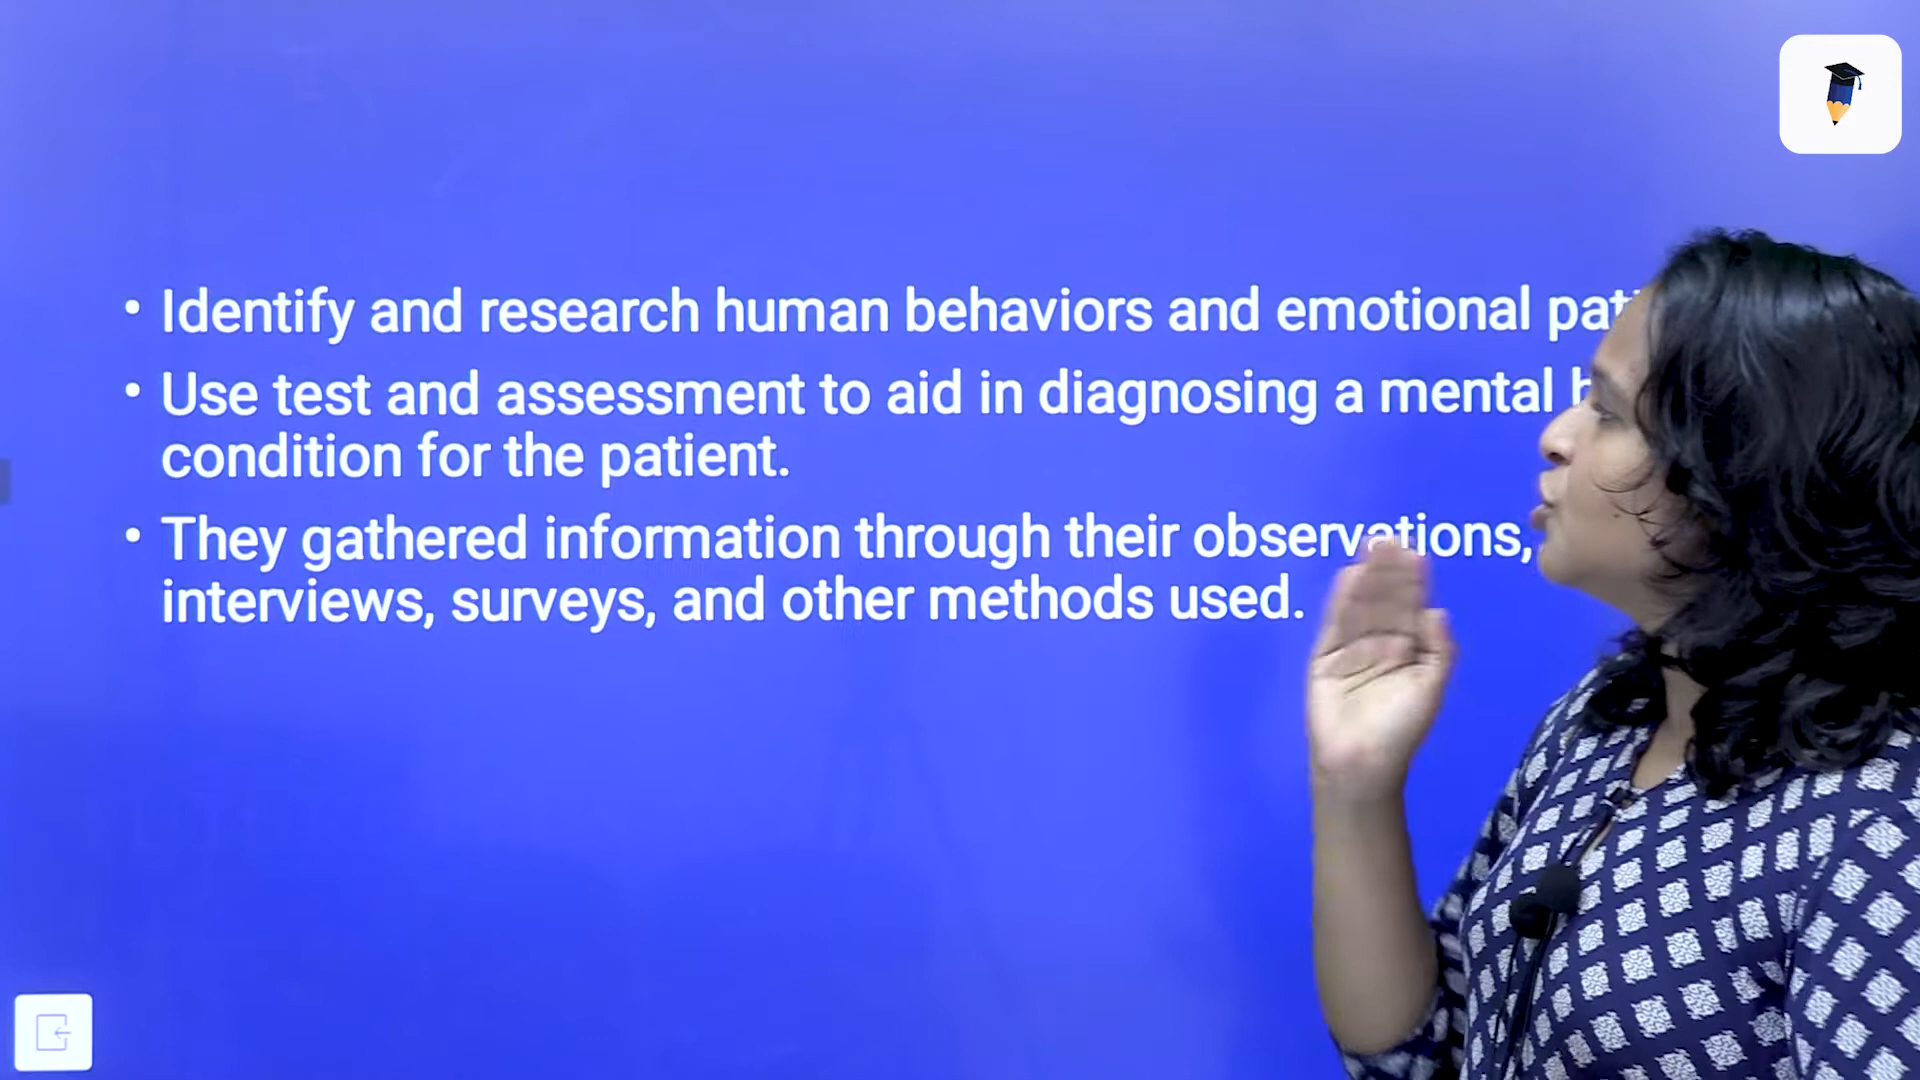 • Identify and research human behaviors and emotional
• Use test and assessment to aid in diagnosing a mental
condition for the patient.
• They gathered information through their observations,
interviews, surveys, and other methods used.